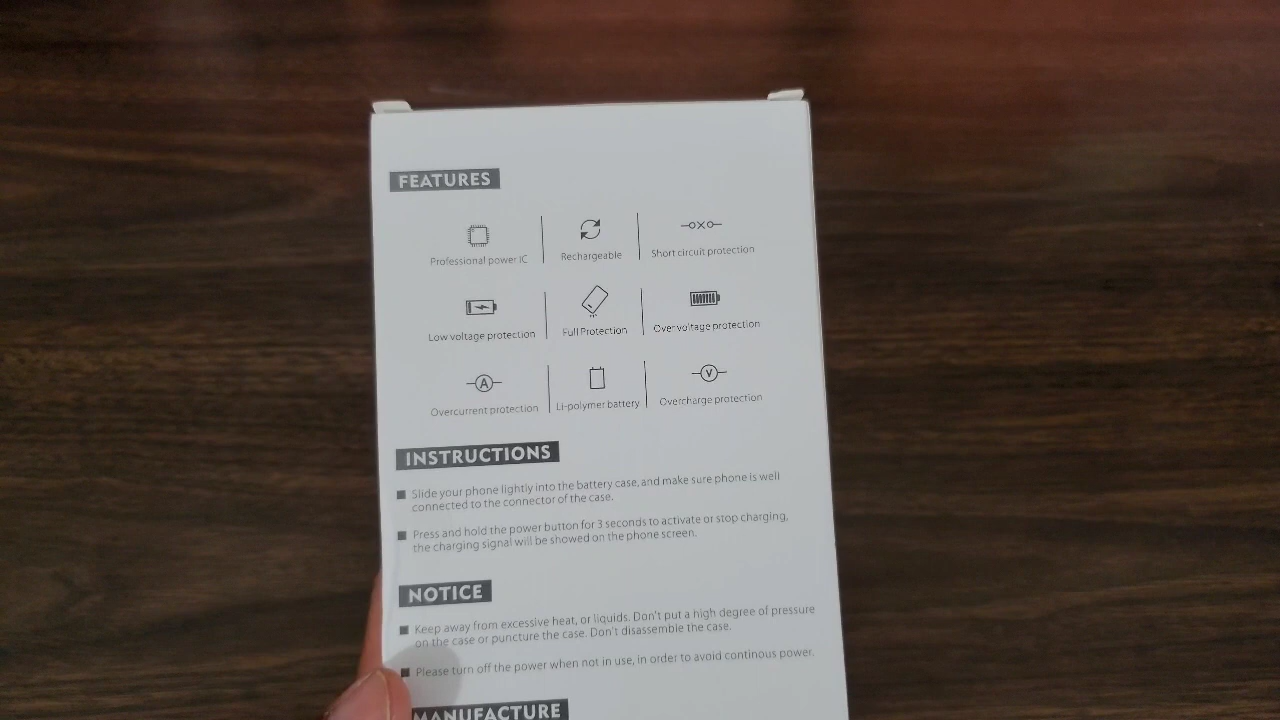 FEATURES
Professional power IC
Rechargeable
Short circuit protection
Low voltage protection
Full Protection
Over voltage protection
A
V
Overcurrent protection
Li-polymer battery
Overcharge protection
INSTRUCTIONS
Slide your phone lightly into the battery case, and make sure phone is well
connected to the connector of the case.
Press and hold the power button for 3 seconds to activate or stop charging,
the charging signal will be showed on the phone screen.
NOTICE
Keep away from excessive heat, or liquids. Don't put a high degree of pressure
on the case or puncture the case. Don't disassemble the case.
Please turn off the power when not in use, in order to avoid continous power.
MANUFACTURE